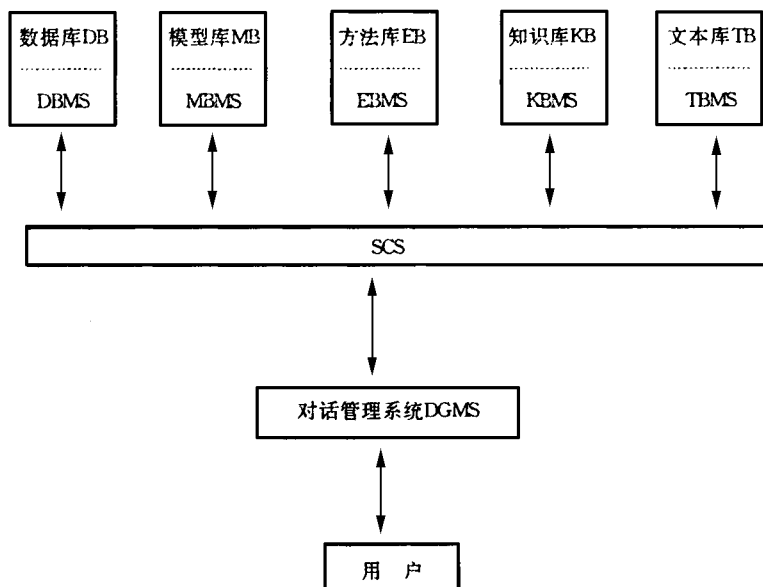 数据库DB
DBMS
模型库MB
MBMS
方法库EB
EBMS
知识库KB
KBMS
文本库TB
TBMS
SCS
对话管理系统DGMS
用 户